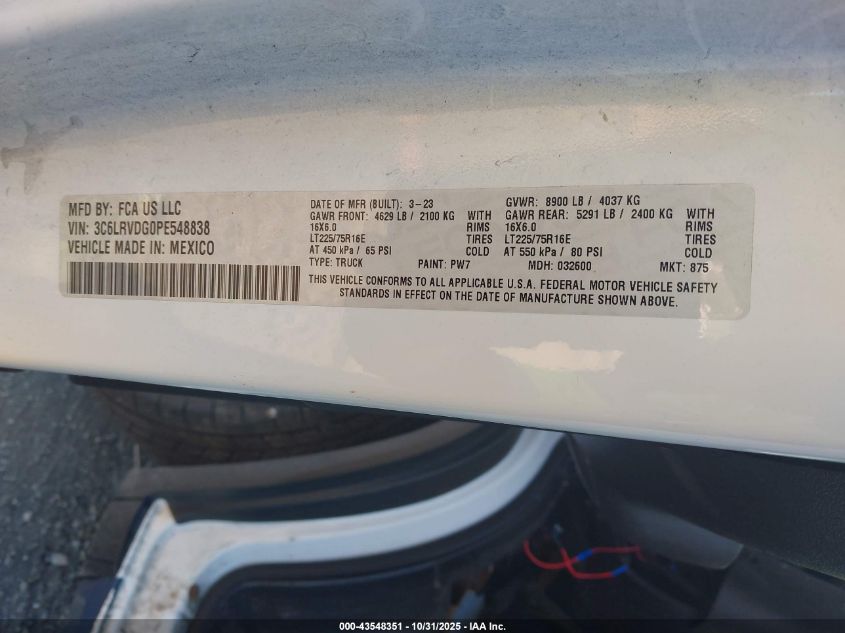 MFD BY: FCA US LLC
VIN: 3C6LRVDG0PE548838
VEHICLE MADE IN: MEXICO
DATE OF MFR (BUILT): 3-23 GVWR: 8900 LB / 4037 KG
GAWR FRONT: 4629 LB / 2100 KG WITH GAWR REAR: 5291 LB / 2400 KG WITH
16X6.0 RIMS 16X6.0 RIMS
LT225/75R16E TIRES LT225/75R16E TIRES
AT 450 kPa / 65 PSI COLD AT 550 kPa / 80 PSI COLD
TYPE: TRUCK PAINT: PW7 MDH: 032600 MKT: 875
THIS VEHICLE CONFORMS TO ALL APPLICABLE U.S.A. FEDERAL MOTOR VEHICLE SAFETY
STANDARDS IN EFFECT ON THE DATE OF MANUFACTURE SHOWN ABOVE.
000-43548351 - 10/31/2025 - IAA Inc.